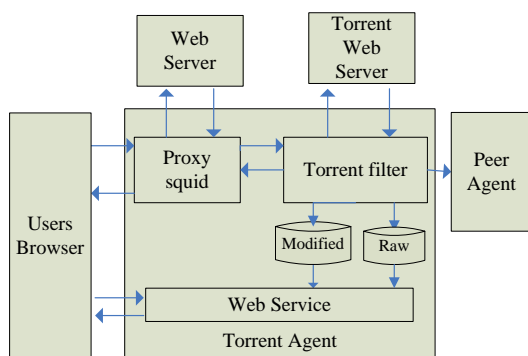 Web
Server
Torrent
Web
Server
Proxy
squid
Torrent filter
Peer
Agent
Users
Browser
Modified
Raw
Web Service
Torrent Agent